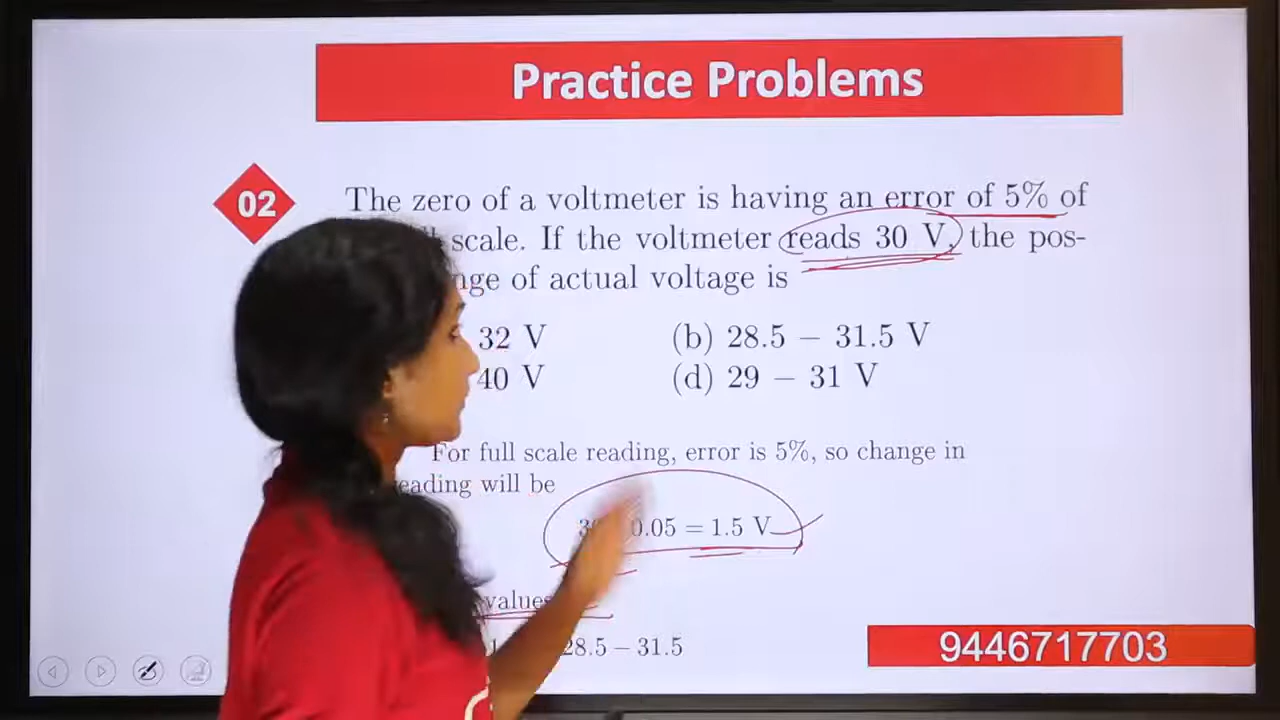 Practice Problems
02
The zero of a voltmeter is having an error of 5% of
scale. If the voltmeter reads 30 V, the pos-
of actual voltage is
32 V
(b) 28.5 – 31.5 V
40 V
(d) 29 – 31 V
For full scale reading, error is 5%, so change in
reading will be
0.05 = 1.5 V
values
28.5 – 31.5
9446717703